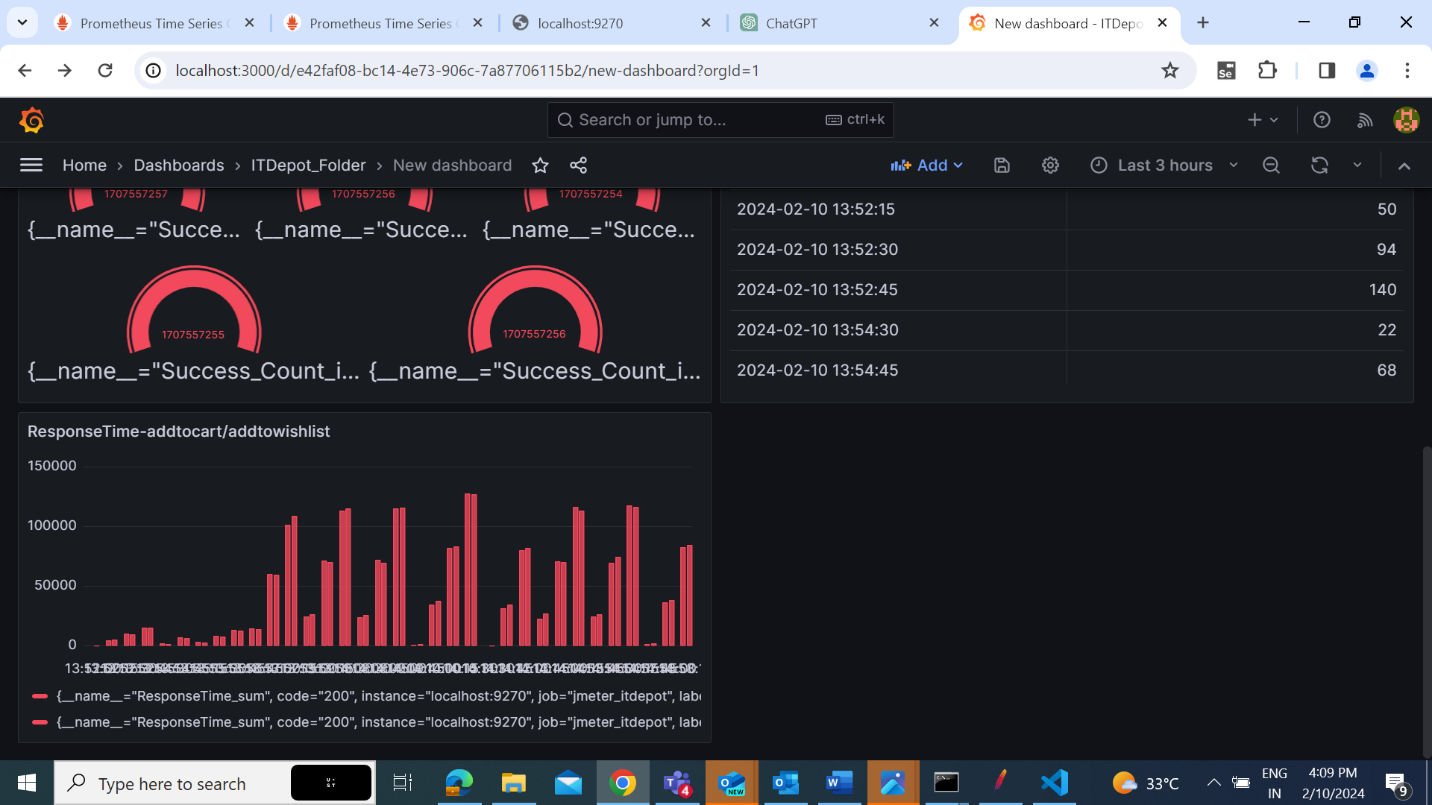 Prometheus Time Series
Prometheus Time Series
localhost:9270
ChatGPT
New dashboard - ITDepo
localhost:3000/d/e42faf08-bc14-4e73-906c-7a87706115b2/new-dashboard?orgId=1
Se
Search or jump to...
ctrl+k
Home › Dashboards › ITDepot_Folder › New dashboard
Add
Last 3 hours
1707557257
1707557256
1707557254
{__name__="Succe...
{__name__="Succe...
{__name__="Succe...
1707557255
1707557256
{__name__="Success_Count_i...
{__name__="Success_Count_i...
2024-02-10 13:52:15 50
2024-02-10 13:52:30 94
2024-02-10 13:52:45 140
2024-02-10 13:54:30 22
2024-02-10 13:54:45 68
ResponseTime-addtocart/addtowishlist
150000
100000
50000
0
{__name__="ResponseTime_sum", code="200", instance="localhost:9270", job="jmeter_itdepot", labe
{__name__="ResponseTime_sum", code="200", instance="localhost:9270", job="jmeter_itdepot", labe
Type here to search
4
NEW
33°C
ENG
IN
4:09 PM
2/10/2024
9